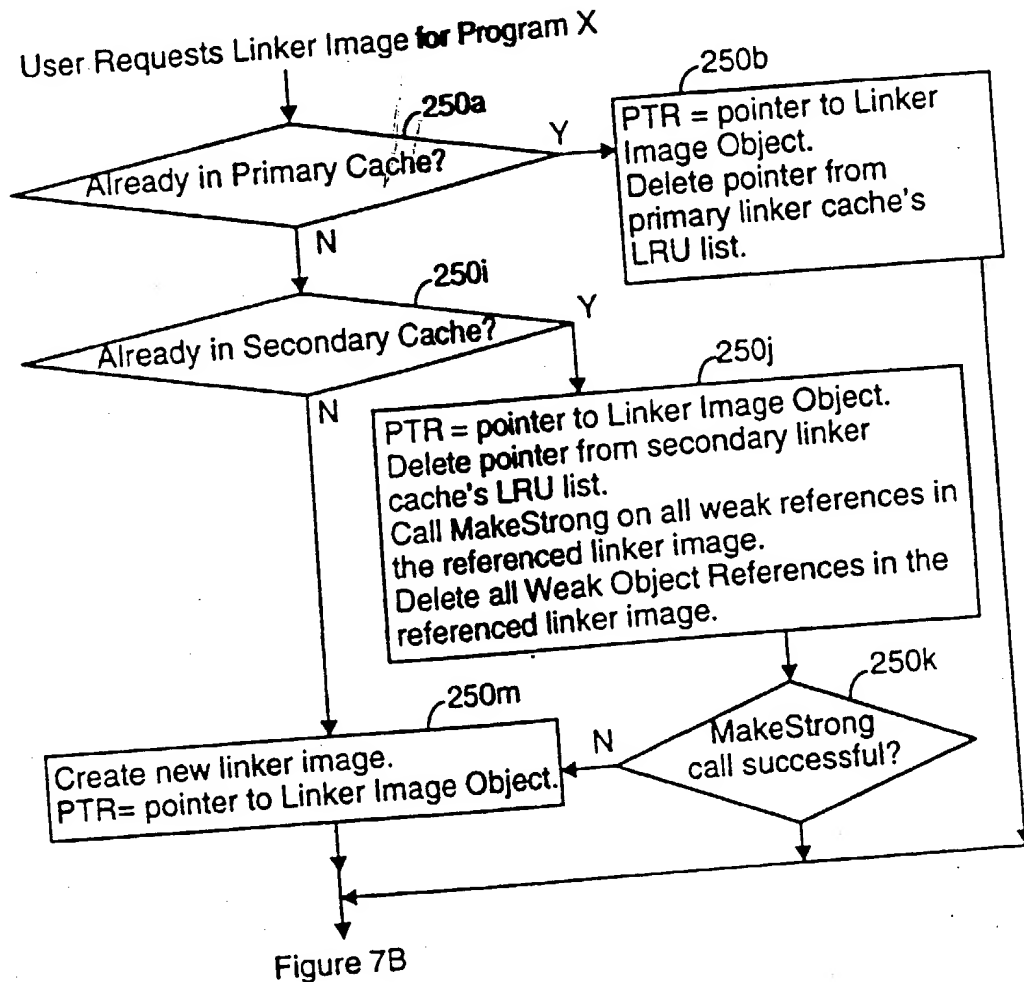 User Requests Linker Image for Program X
250a
Already in Primary Cache?
Y
N
250b
PTR = pointer to Linker
Image Object.
Delete pointer from
primary linker cache's
LRU list.
250i
Already in Secondary Cache?
Y
N
250j
PTR = pointer to Linker Image Object.
Delete pointer from secondary linker
cache's LRU list.
Call MakeStrong on all weak references in
the referenced linker image.
Delete all Weak Object References in the
referenced linker image.
250k
MakeStrong
call successful?
N
250m
Create new linker image.
PTR= pointer to Linker Image Object.
Figure 7B